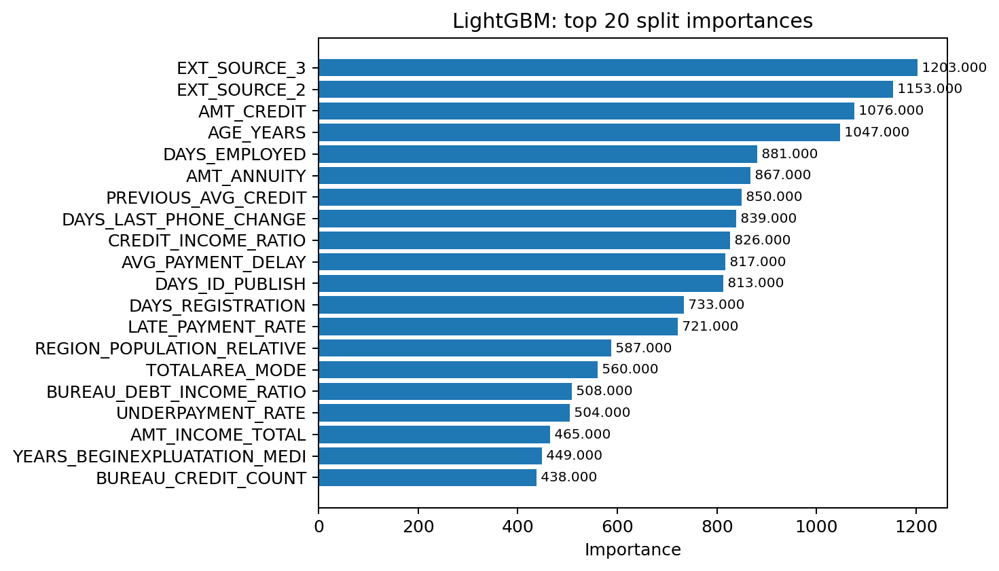 LightGBM: top 20 split importances
EXT_SOURCE_3 1203.000
EXT_SOURCE_2 1153.000
AMT_CREDIT 1076.000
AGE_YEARS 1047.000
DAYS_EMPLOYED 881.000
AMT_ANNUITY 867.000
PREVIOUS_AVG_CREDIT 850.000
DAYS_LAST_PHONE_CHANGE 839.000
CREDIT_INCOME_RATIO 826.000
AVG_PAYMENT_DELAY 817.000
DAYS_ID_PUBLISH 813.000
DAYS_REGISTRATION 733.000
LATE_PAYMENT_RATE 721.000
REGION_POPULATION_RELATIVE 587.000
TOTALAREA_MODE 560.000
BUREAU_DEBT_INCOME_RATIO 508.000
UNDERPAYMENT_RATE 504.000
AMT_INCOME_TOTAL 465.000
YEARS_BEGINEXPLUATATION_MEDI 449.000
BUREAU_CREDIT_COUNT 438.000
0 200 400 600 800 1000 1200
Importance